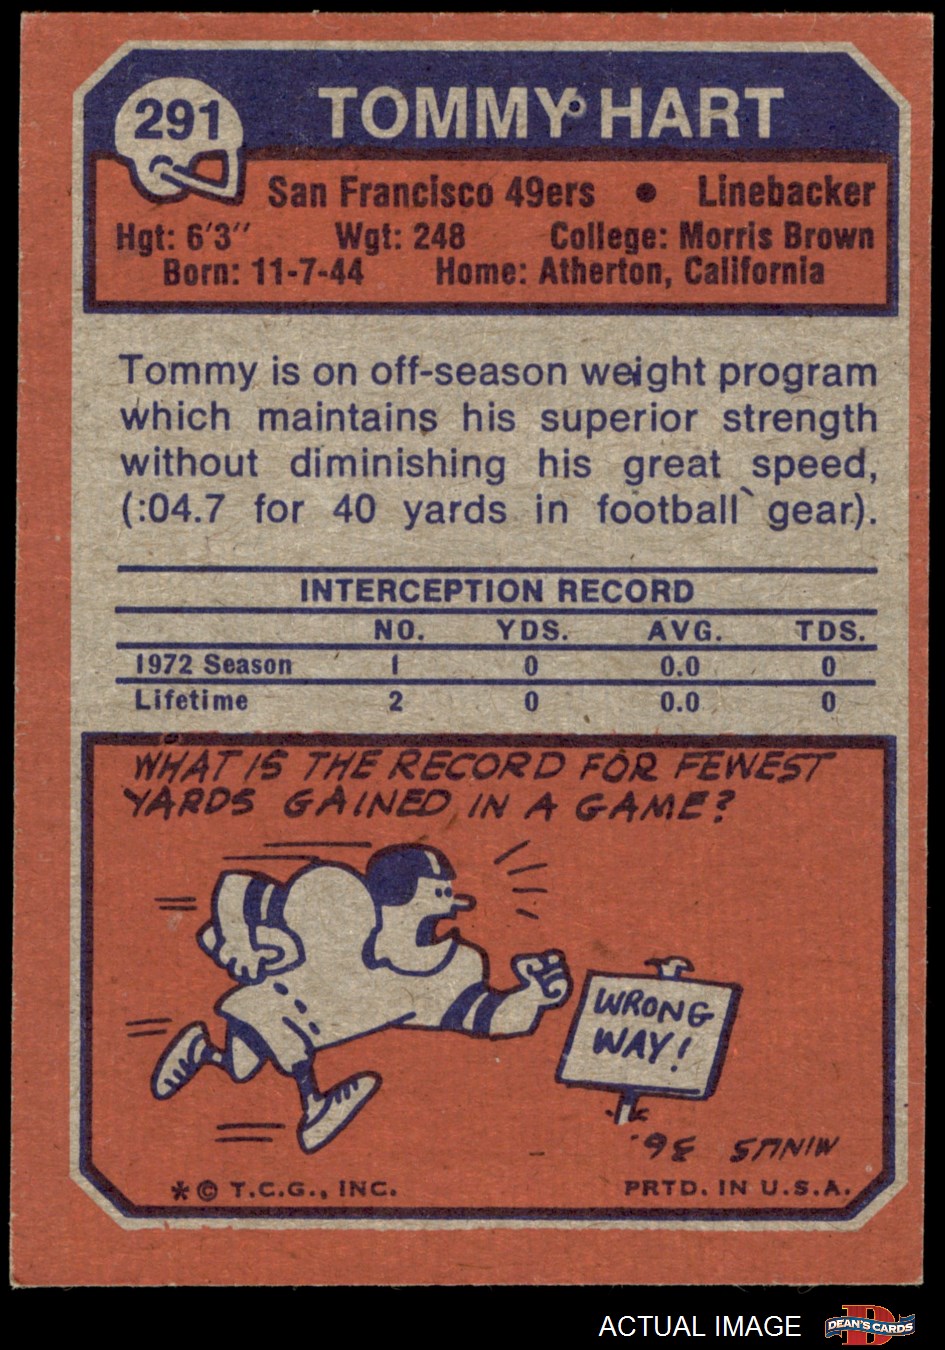 291
TOMMY HART
San Francisco 49ers • Linebacker
Hgt: 6'3" Wgt: 248 College: Morris Brown
Born: 11-7-44 Home: Atherton, California
Tommy is on off-season weight program
which maintains his superior strength
without diminishing his great speed,
(:04.7 for 40 yards in football gear).
INTERCEPTION RECORD
NO. YDS. AVG. TDS.
1972 Season 1 0 0.0 0
Lifetime 2 0 0.0 0
WHAT IS THE RECORD FOR FEWEST
YARDS GAINED IN A GAME?
WRONG
WAY!
MINUS 36.
* © T.C.G., INC. PRTD. IN U.S.A.
ACTUAL IMAGE
D
DEAN'S CARDS